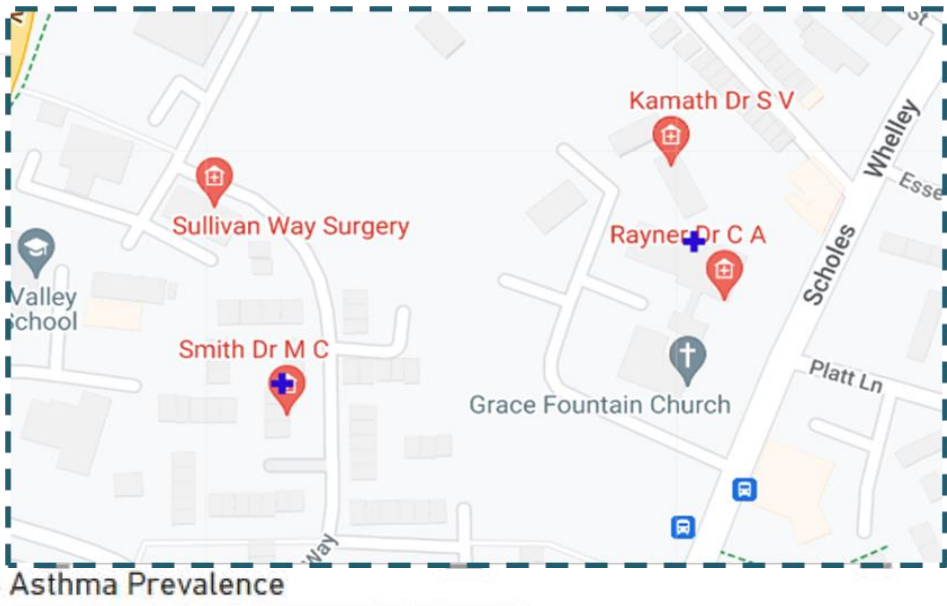 St
Kamath Dr S V
Whelley
Esse
Sullivan Way Surgery
Rayner Dr C A
Scholes
Valley
School
Smith Dr M C
Platt Ln
Grace Fountain Church
Way
Asthma Prevalence